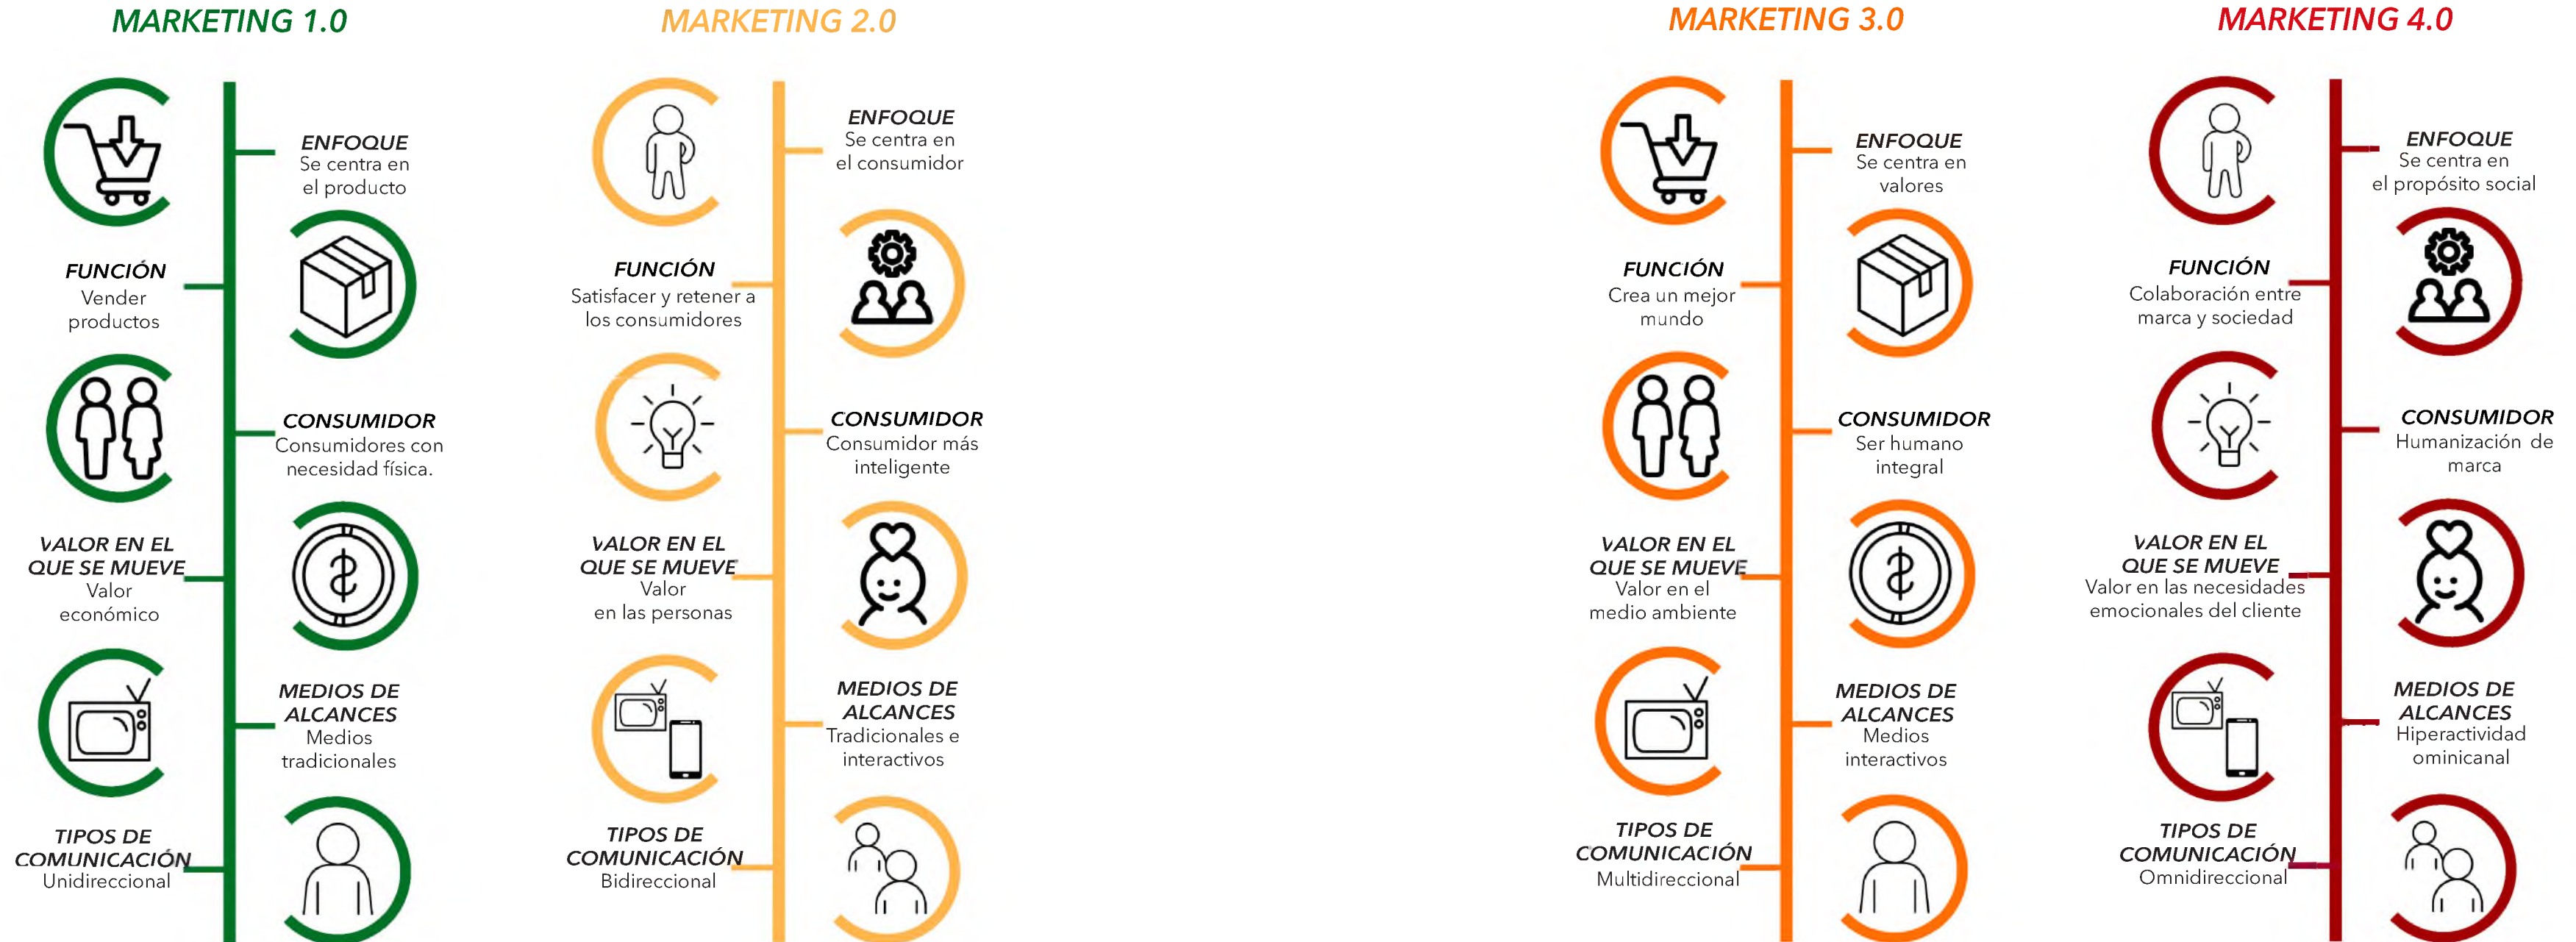 MARKETING 1.0
ENFOQUE
Se centra en
el producto
FUNCIÓN
Vender
productos
CONSUMIDOR
Consumidores con
necesidad física.
VALOR EN EL
QUE SE MUEVE
Valor
económico
MEDIOS DE
ALCANCES
Medios
tradicionales
TIPOS DE
COMUNICACIÓN
Unidireccional
MARKETING 2.0
ENFOQUE
Se centra en
el consumidor
FUNCIÓN
Satisfacer y retener a
los consumidores
CONSUMIDOR
Consumidor más
inteligente
VALOR EN EL
QUE SE MUEVE
Valor
en las personas
MEDIOS DE
ALCANCES
Tradicionales e
interactivos
TIPOS DE
COMUNICACIÓN
Bidireccional
MARKETING 3.0
ENFOQUE
Se centra en
valores
FUNCIÓN
Crea un mejor
mundo
CONSUMIDOR
Ser humano
integral
VALOR EN EL
QUE SE MUEVE
Valor en el
medio ambiente
MEDIOS DE
ALCANCES
Medios
interactivos
TIPOS DE
COMUNICACIÓN
Multidireccional
MARKETING 4.0
ENFOQUE
Se centra en
el propósito social
FUNCIÓN
Colaboración entre
marca y sociedad
CONSUMIDOR
Humanización de
marca
VALOR EN EL
QUE SE MUEVE
Valor en las necesidades
emocionales del cliente
MEDIOS DE
ALCANCES
Hiperactividad
ominicanal
TIPOS DE
COMUNICACIÓN
Omnidireccional